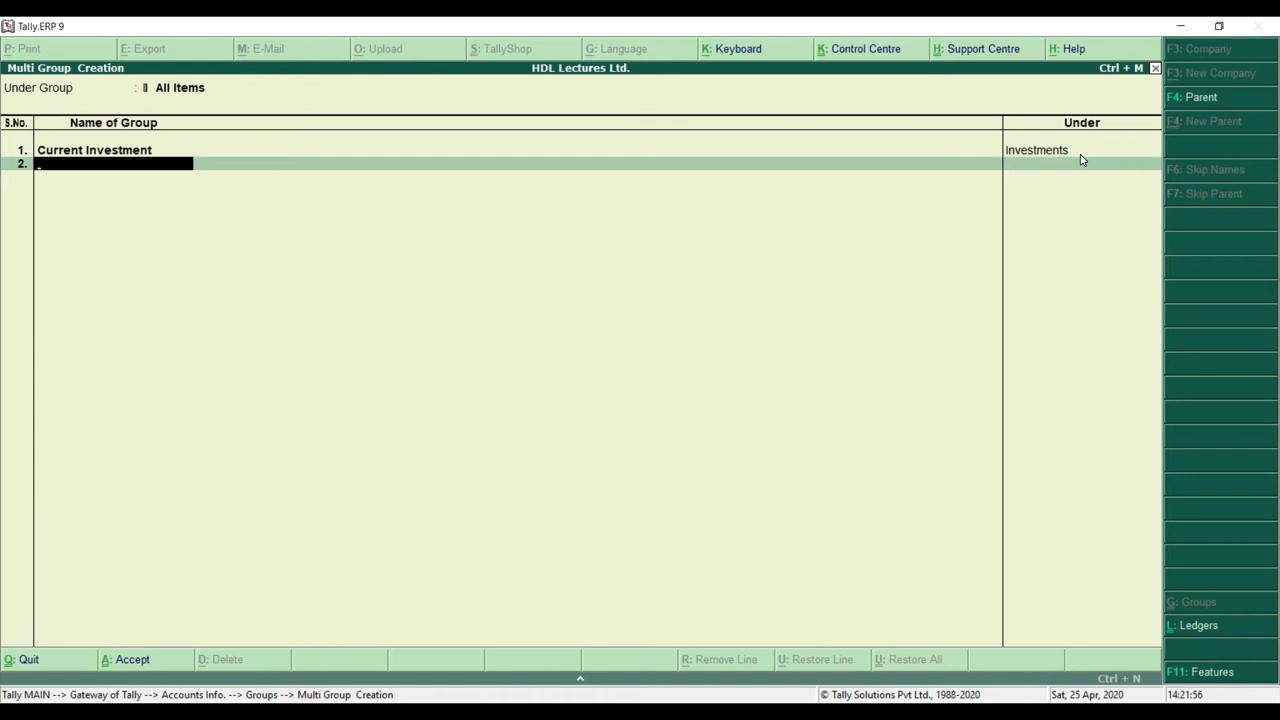 Tally.ERP 9
P: Print E: Export M: E-Mail O: Upload S: TallyShop G: Language K: Keyboard K: Control Centre H: Support Centre H: Help
F3: Company
Multi Group Creation HDL Lectures Ltd. Ctrl + M
F3: New Company
Under Group : All Items
F4: Parent
S.No. Name of Group Under
F4: New Parent
1. Current Investment Investments
2.
F6: Skip Names
F7: Skip Parent
G: Groups
L: Ledgers
Q: Quit A: Accept D: Delete R: Remove Line U: Restore Line U: Restore All
F11: Features
Ctrl + N
Tally MAIN --> Gateway of Tally --> Accounts Info. --> Groups --> Multi Group Creation © Tally Solutions Pvt Ltd., 1988-2020 Sat, 25 Apr, 2020 14:21:56